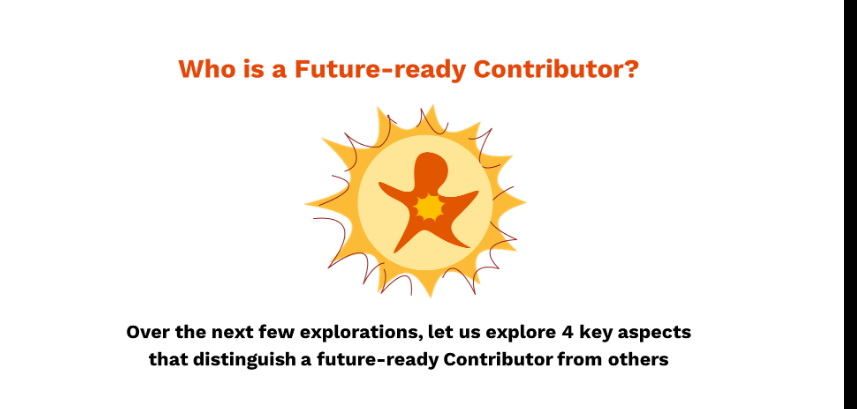 Who is a Future-ready Contributor?
Over the next few explorations, let us explore 4 key aspects
that distinguish a future-ready Contributor from others